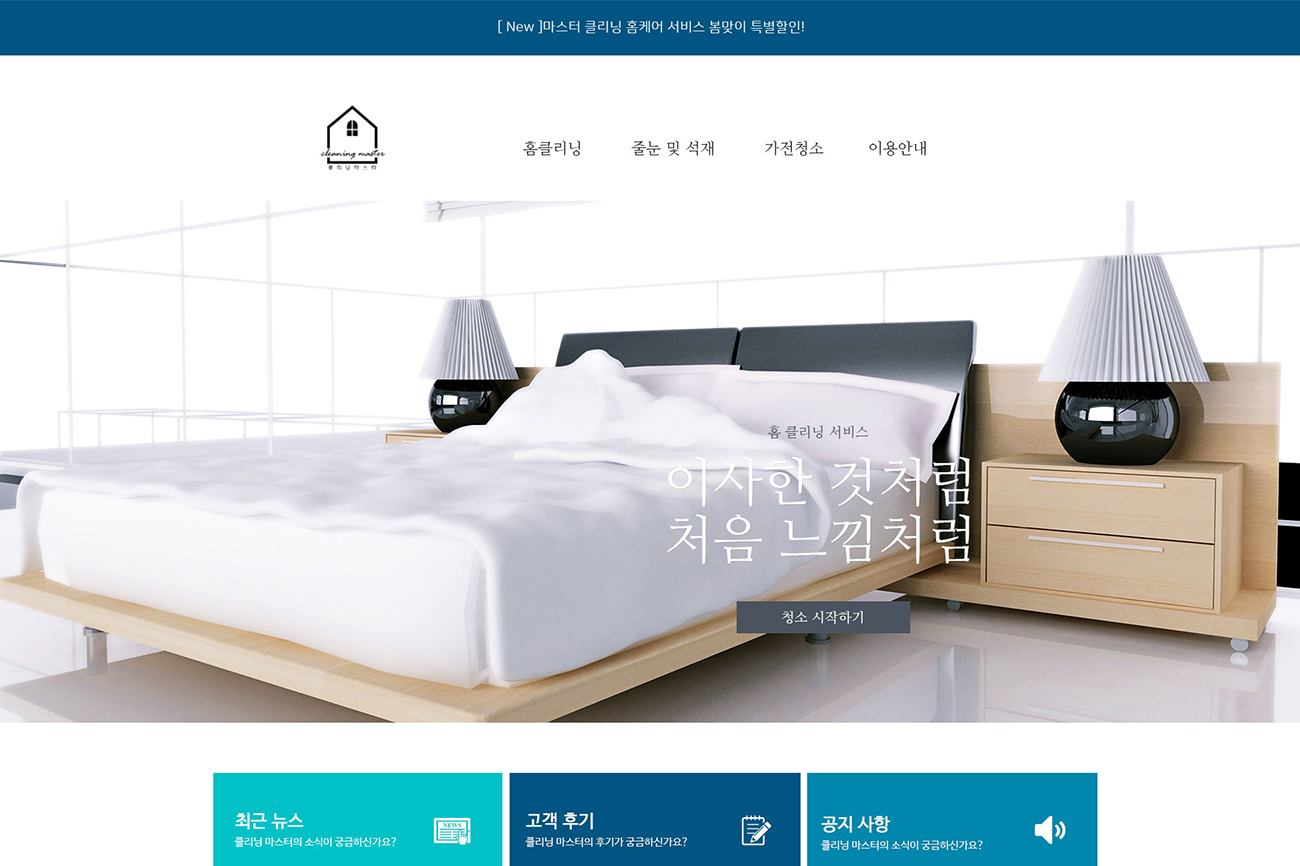 [ New ]마스터 클리닝 홈케어 서비스 봄맞이 특별할인!
cleaning master
클리닝마스터
홈클리닝
줄눈 및 석재
가전청소
이용안내
홈 클리닝 서비스
이사한 것처럼
처음 느낌처럼
청소 시작하기
최근 뉴스
클리닝 마스터의 소식이 궁금하신가요?
NEWS
고객 후기
클리닝 마스터의 후기가 궁금하신가요?
공지 사항
클리닝 마스터의 소식이 궁금하신가요?